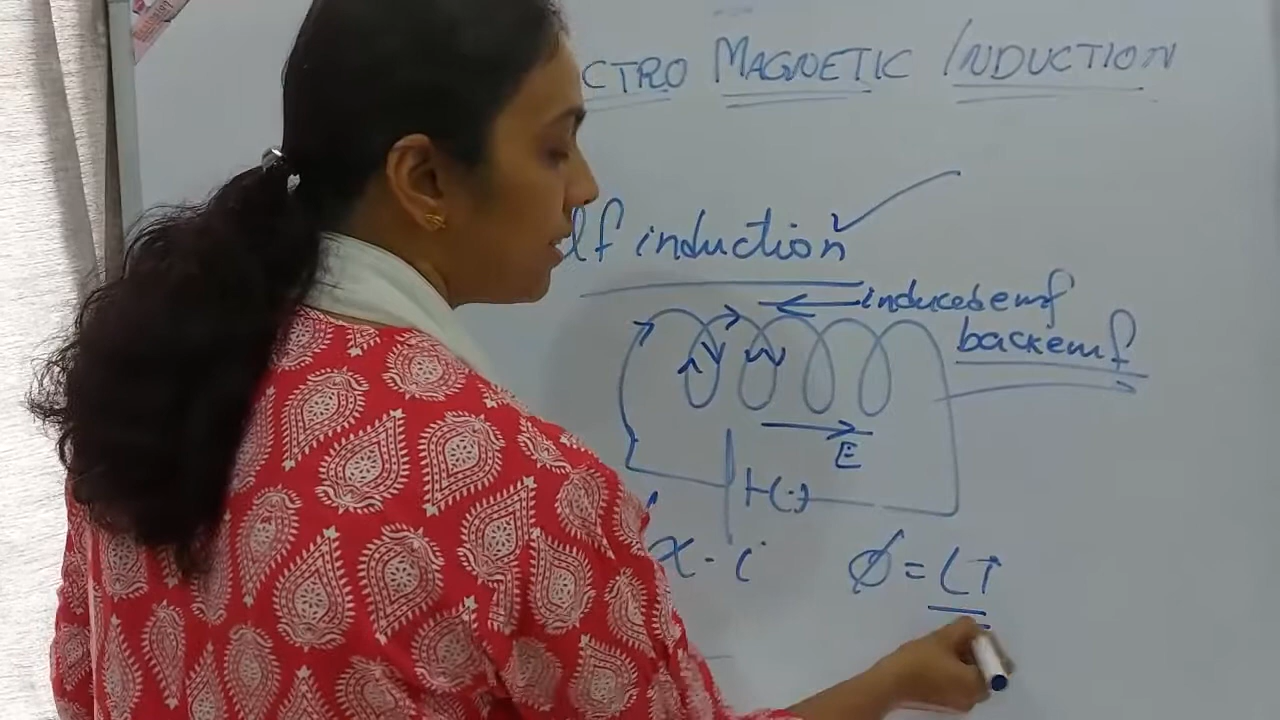 CTRO MAGNETIC INDUCTION
lf induction
induced emf
back emf
E
(·)
α · i
Ø = LI